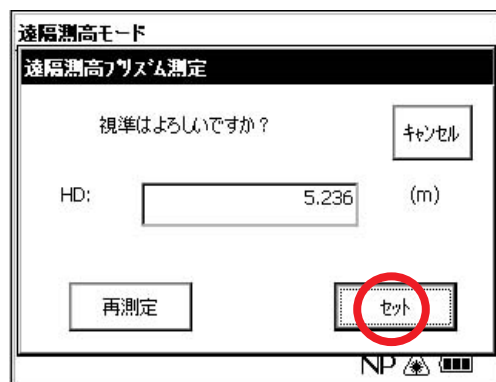 遠隔測高モード
遠隔測高プリズム測定
視準はよろしいですか？
キャンセル
HD:
5.236
(m)
再測定
セット
NP